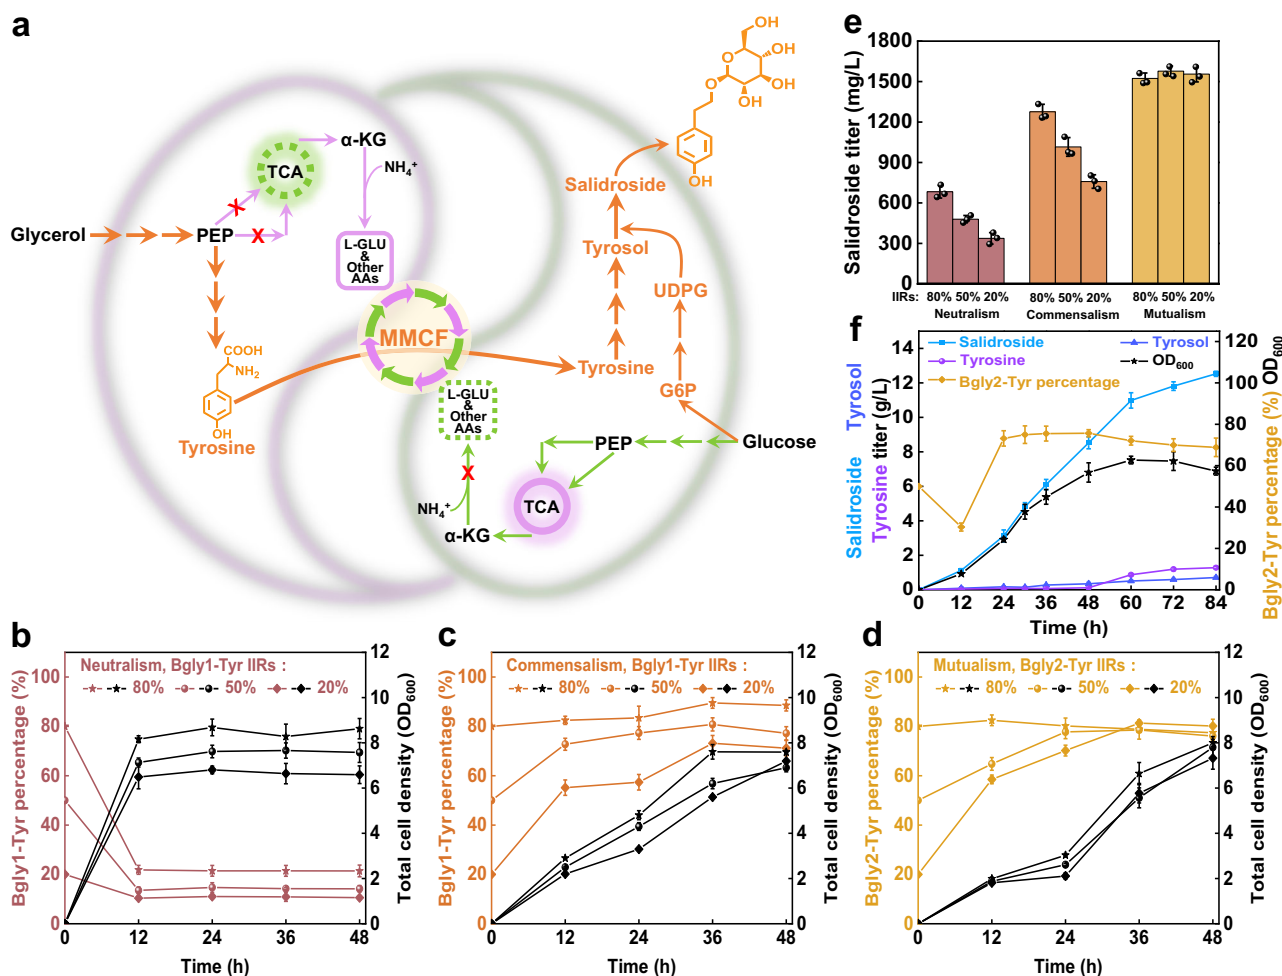 a
OH
OH
O
OH
O
OH
OH
OH
TCA
α-KG
NH₄⁺
Glycerol
PEP
X
X
L-GLU
&
Other
AAs
MMCF
COOH
NH₂
OH
Tyrosine
Salidroside
Tyrosol
UDPG
Tyrosine
G6P
Glucose
PEP
L-GLU
&
Other
AAs
X
NH₄⁺
α-KG
TCA
e
Salidroside titer (mg/L)
1800
1500
1200
900
600
300
0
IIRs: 80% 50% 20% 80% 50% 20% 80% 50% 20%
Neutralism Commensalism Mutualism
f
Salidroside Tyrosol
Tyrosine OD₆₀₀
Bgly2-Tyr percentage
Salidroside Tyrosol
Tyrosine titer (g/L)
14
12
10
8
6
4
2
0
120
100
80
60
40
20
0
Bgly2-Tyr percentage (%) OD₆₀₀
0 12 24 36 48 60 72 84
Time (h)
b
Neutralism, Bgly1-Tyr IIRs :
80% 50% 20%
Bgly1-Tyr percentage (%)
100
80
60
40
20
0
12
10
8
6
4
2
0
Total cell density (OD₆₀₀)
0 12 24 36 48
Time (h)
c
Commensalism, Bgly1-Tyr IIRs :
80% 50% 20%
Bgly1-Tyr percentage (%)
100
80
60
40
20
0
12
10
8
6
4
2
0
Total cell density (OD₆₀₀)
0 12 24 36 48
Time (h)
d
Mutualism, Bgly2-Tyr IIRs :
80% 50% 20%
Bgly2-Tyr percentage (%)
100
80
60
40
20
0
12
10
8
6
4
2
0
Total cell density (OD₆₀₀)
0 12 24 36 48
Time (h)